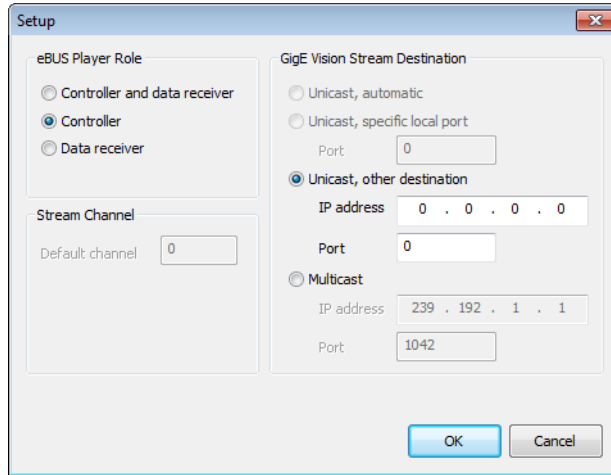 Setup
eBUS Player Role
Controller and data receiver
Controller
Data receiver
Stream Channel
Default channel 0
GigE Vision Stream Destination
Unicast, automatic
Unicast, specific local port
Port 0
Unicast, other destination
IP address 0 . 0 . 0 . 0
Port 0
Multicast
IP address 239 . 192 . 1 . 1
Port 1042
OK Cancel